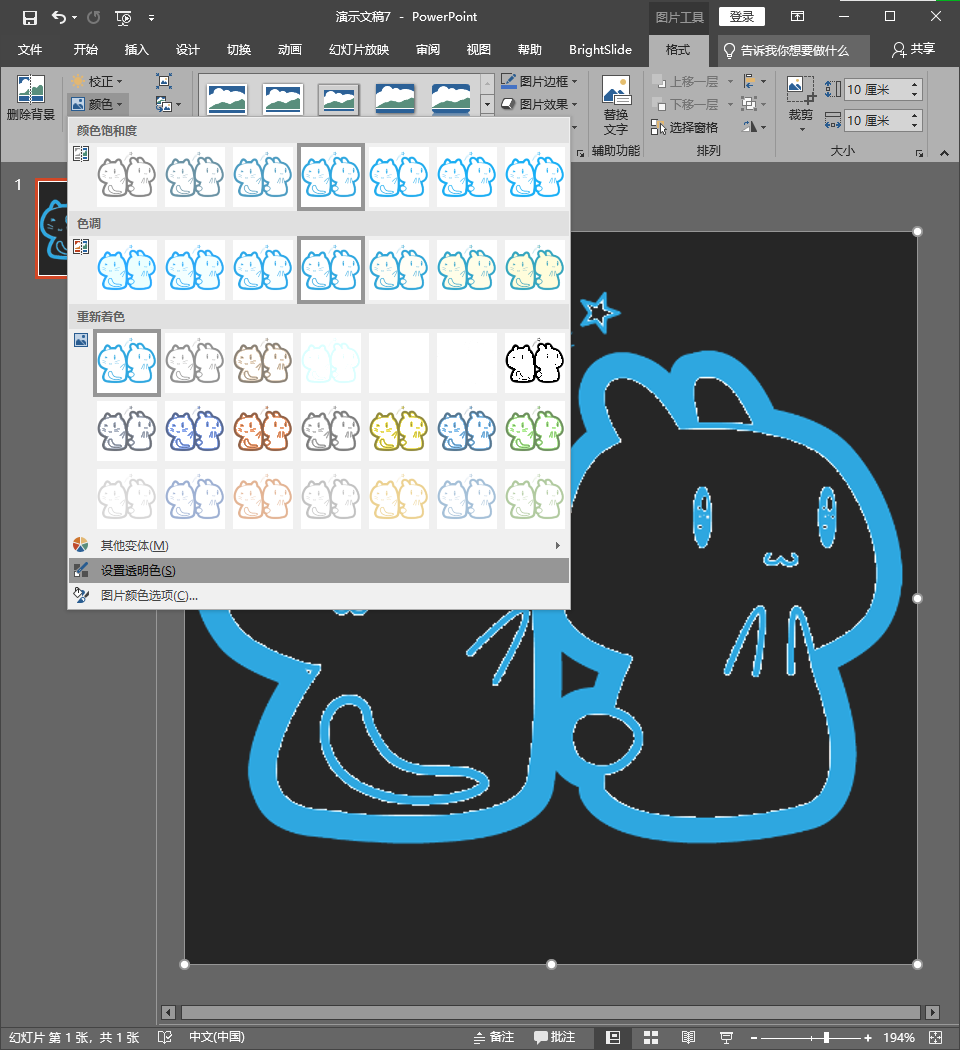 演示文稿7 - PowerPoint
图片工具
登录
文件 开始 插入 设计 切换 动画 幻灯片放映 审阅 视图 帮助 BrightSlide 格式 告诉我你想要做什么 共享
删除背景
校正
颜色
图片边框
图片效果
替换
文字
辅助功能
上移一层
下移一层
选择窗格
排列
裁剪
10 厘米
10 厘米
大小
颜色饱和度
色调
重新着色
其他变体(M)
设置透明色(S)
图片颜色选项(C)...
1
幻灯片 第 1 张，共 1 张 中文(中国) 备注 批注 194%